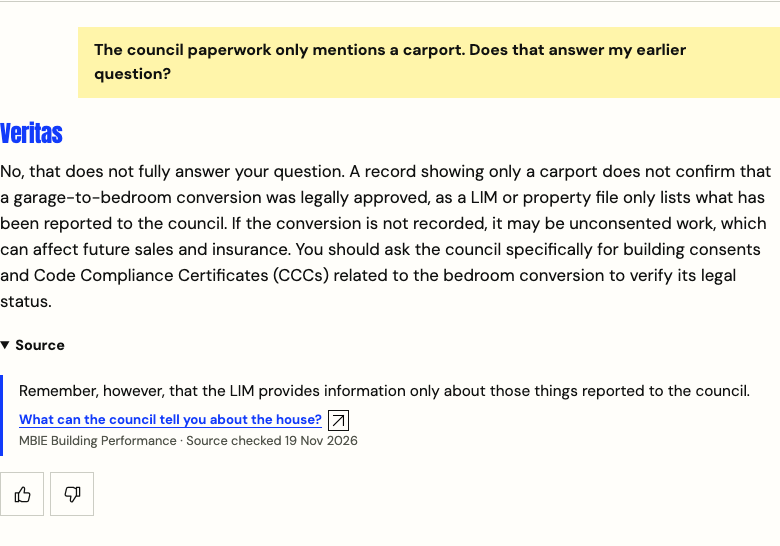 The council paperwork only mentions a carport. Does that answer my earlier
question?
Veritas
No, that does not fully answer your question. A record showing only a carport does not confirm that
a garage-to-bedroom conversion was legally approved, as a LIM or property file only lists what has
been reported to the council. If the conversion is not recorded, it may be unconsented work, which
can affect future sales and insurance. You should ask the council specifically for building consents
and Code Compliance Certificates (CCCs) related to the bedroom conversion to verify its legal
status.
Source
Remember, however, that the LIM provides information only about those things reported to the council.
What can the council tell you about the house?
MBIE Building Performance · Source checked 19 Nov 2026